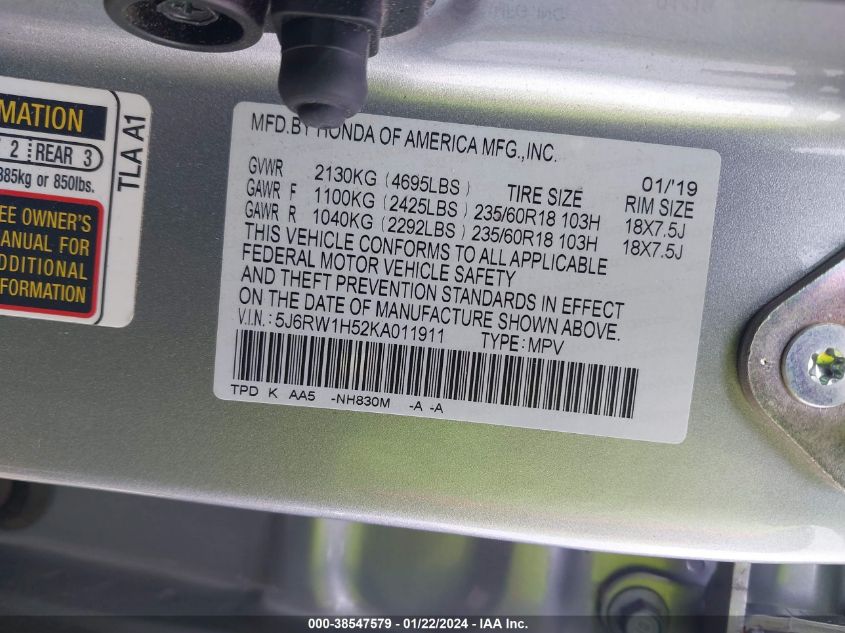 MATION
2 REAR 3
385kg or 850lbs.
EE OWNER'S
ANUAL FOR
DDITIONAL
FORMATION
TLA A1
MFD.BY HONDA OF AMERICA MFG.,INC.
01/'19
GVWR 2130KG (4695LBS) TIRE SIZE RIM SIZE
GAWR F 1100KG (2425LBS) 235/60R18 103H 18X7.5J
GAWR R 1040KG (2292LBS) 235/60R18 103H 18X7.5J
THIS VEHICLE CONFORMS TO ALL APPLICABLE
FEDERAL MOTOR VEHICLE SAFETY
AND THEFT PREVENTION STANDARDS IN EFFECT
ON THE DATE OF MANUFACTURE SHOWN ABOVE.
V.I.N.: 5J6RW1H52KA011911 TYPE: MPV
TPD K AA5 -NH830M -A -A
000-38547579 - 01/22/2024 - IAA Inc.